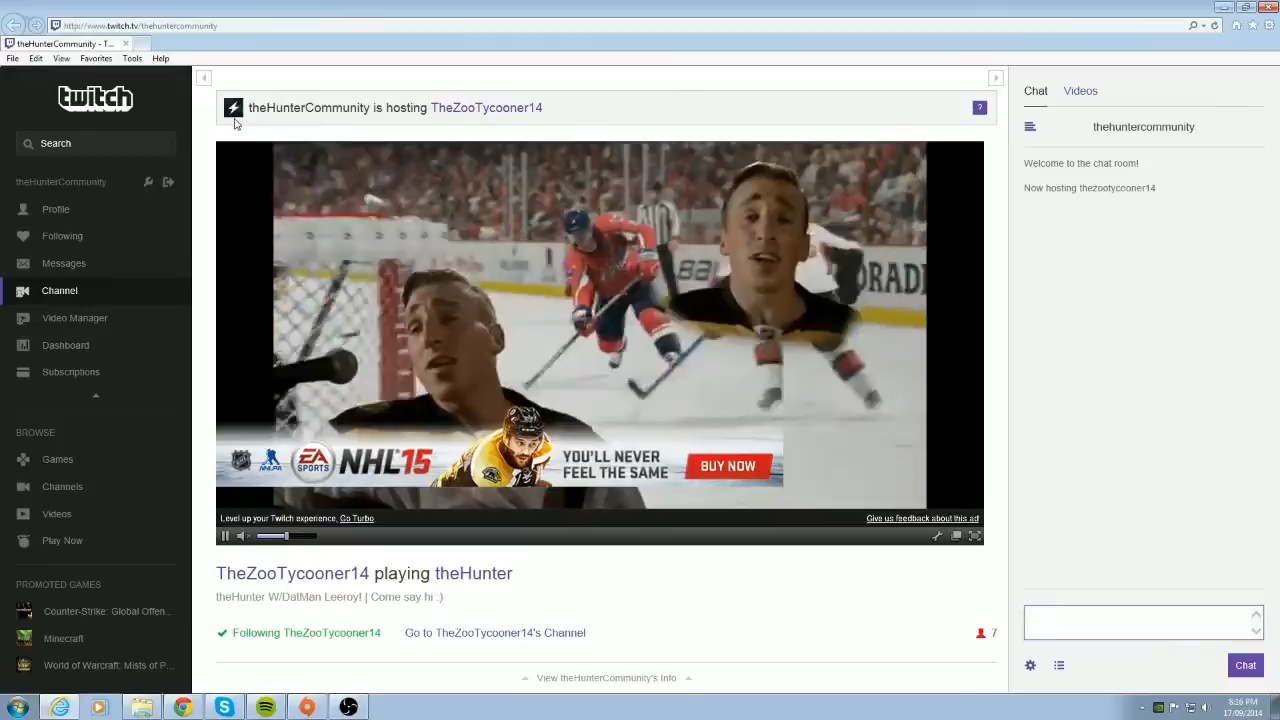 http://www.twitch.tv/thehuntercommunity
theHunterCommunity - T...
File Edit View Favorites Tools Help
twitch
Search
theHunterCommunity
Profile
Following
Messages
Channel
Video Manager
Dashboard
Subscriptions
BROWSE
Games
Channels
Videos
Play Now
PROMOTED GAMES
Counter-Strike: Global Offen...
Minecraft
World of Warcraft: Mists of P...
theHunterCommunity is hosting TheZooTycooner14
?
NHLPA
EA SPORTS
NHL 15
YOU'LL NEVER
FEEL THE SAME
BUY NOW
Level up your Twitch experience, Go Turbo.
Give us feedback about this ad
TheZooTycooner14 playing theHunter
theHunter W/DatMan Leeroy! | Come say hi :)
Following TheZooTycooner14
Go to TheZooTycooner14's Channel
7
View theHunterCommunity's Info
Chat Videos
thehuntercommunity
Welcome to the chat room!
Now hosting thezootycooner14
Chat
8:16 PM
17/09/2014